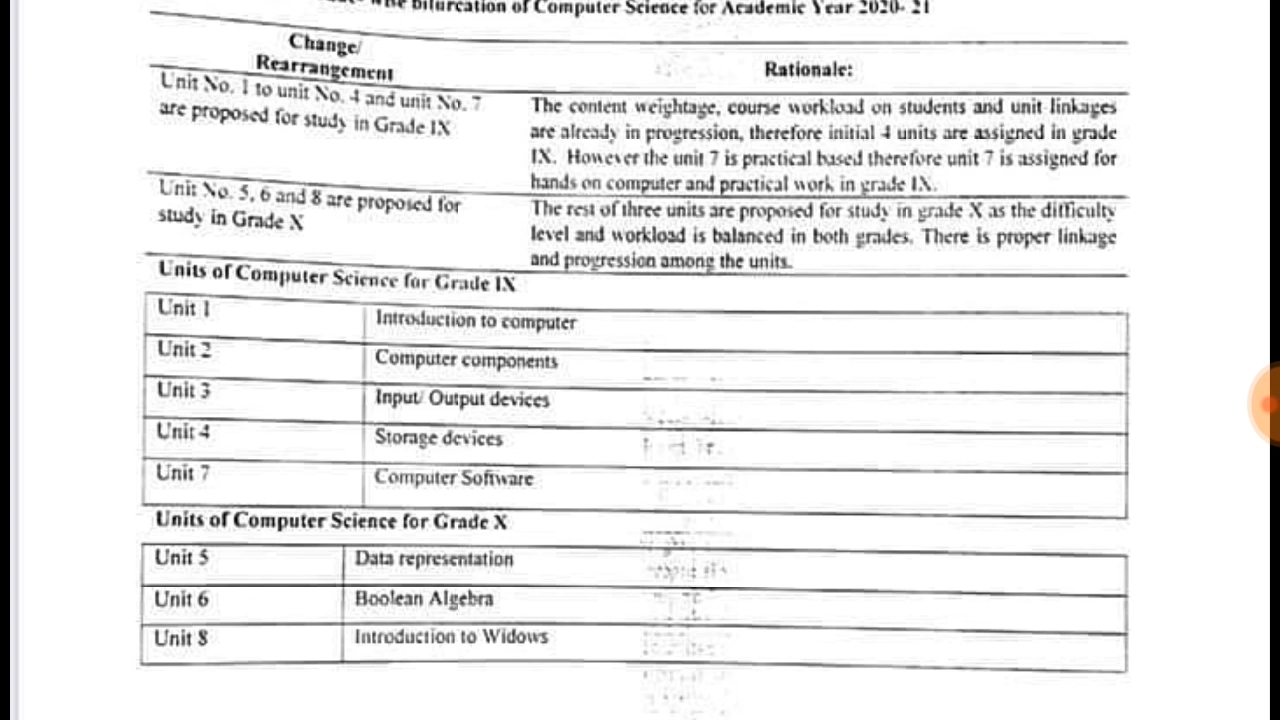 Bifurcation of Computer Science for Academic Year 2020- 21
Change/
Rearrangement
Rationale:
Unit No. 1 to unit No. 4 and unit No. 7
are proposed for study in Grade IX
The content weightage, course workload on students and unit linkages
are already in progression, therefore initial 4 units are assigned in grade
IX. However the unit 7 is practical based therefore unit 7 is assigned for
hands on computer and practical work in grade IX.
Unit No. 5, 6 and 8 are proposed for
study in Grade X
The rest of three units are proposed for study in grade X as the difficulty
level and workload is balanced in both grades. There is proper linkage
and progression among the units.
Units of Computer Science for Grade IX
Unit 1 Introduction to computer
Unit 2 Computer components
Unit 3 Input/ Output devices
Unit 4 Storage devices
Unit 7 Computer Software
Units of Computer Science for Grade X
Unit 5 Data representation
Unit 6 Boolean Algebra
Unit 8 Introduction to Widows